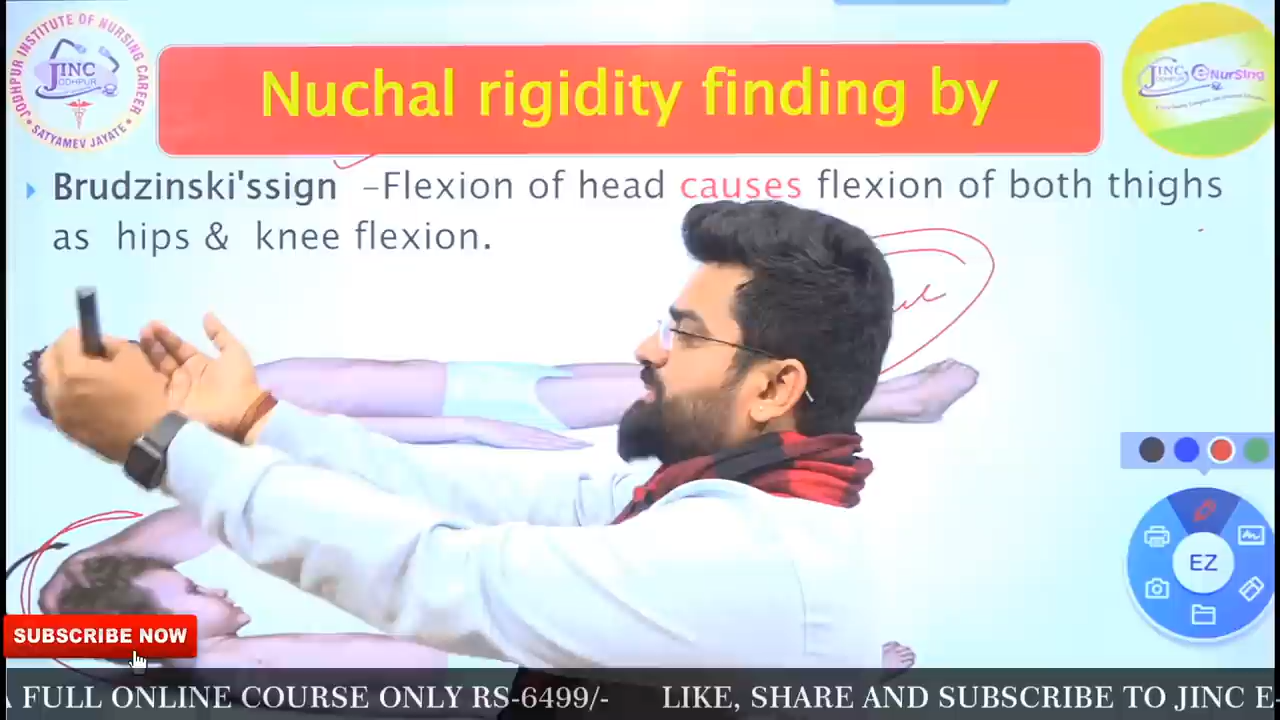 JODHPUR INSTITUTE OF NURSING CAREER
JINC
JODHPUR
SATYAMEV JAYATE
Nuchal rigidity finding by
JINC
eNursing
Brudzinski'ssign –Flexion of head causes flexion of both thighs
as hips & knee flexion.
EZ
SUBSCRIBE NOW
A FULL ONLINE COURSE ONLY RS-6499/- LIKE, SHARE AND SUBSCRIBE TO JINC E-